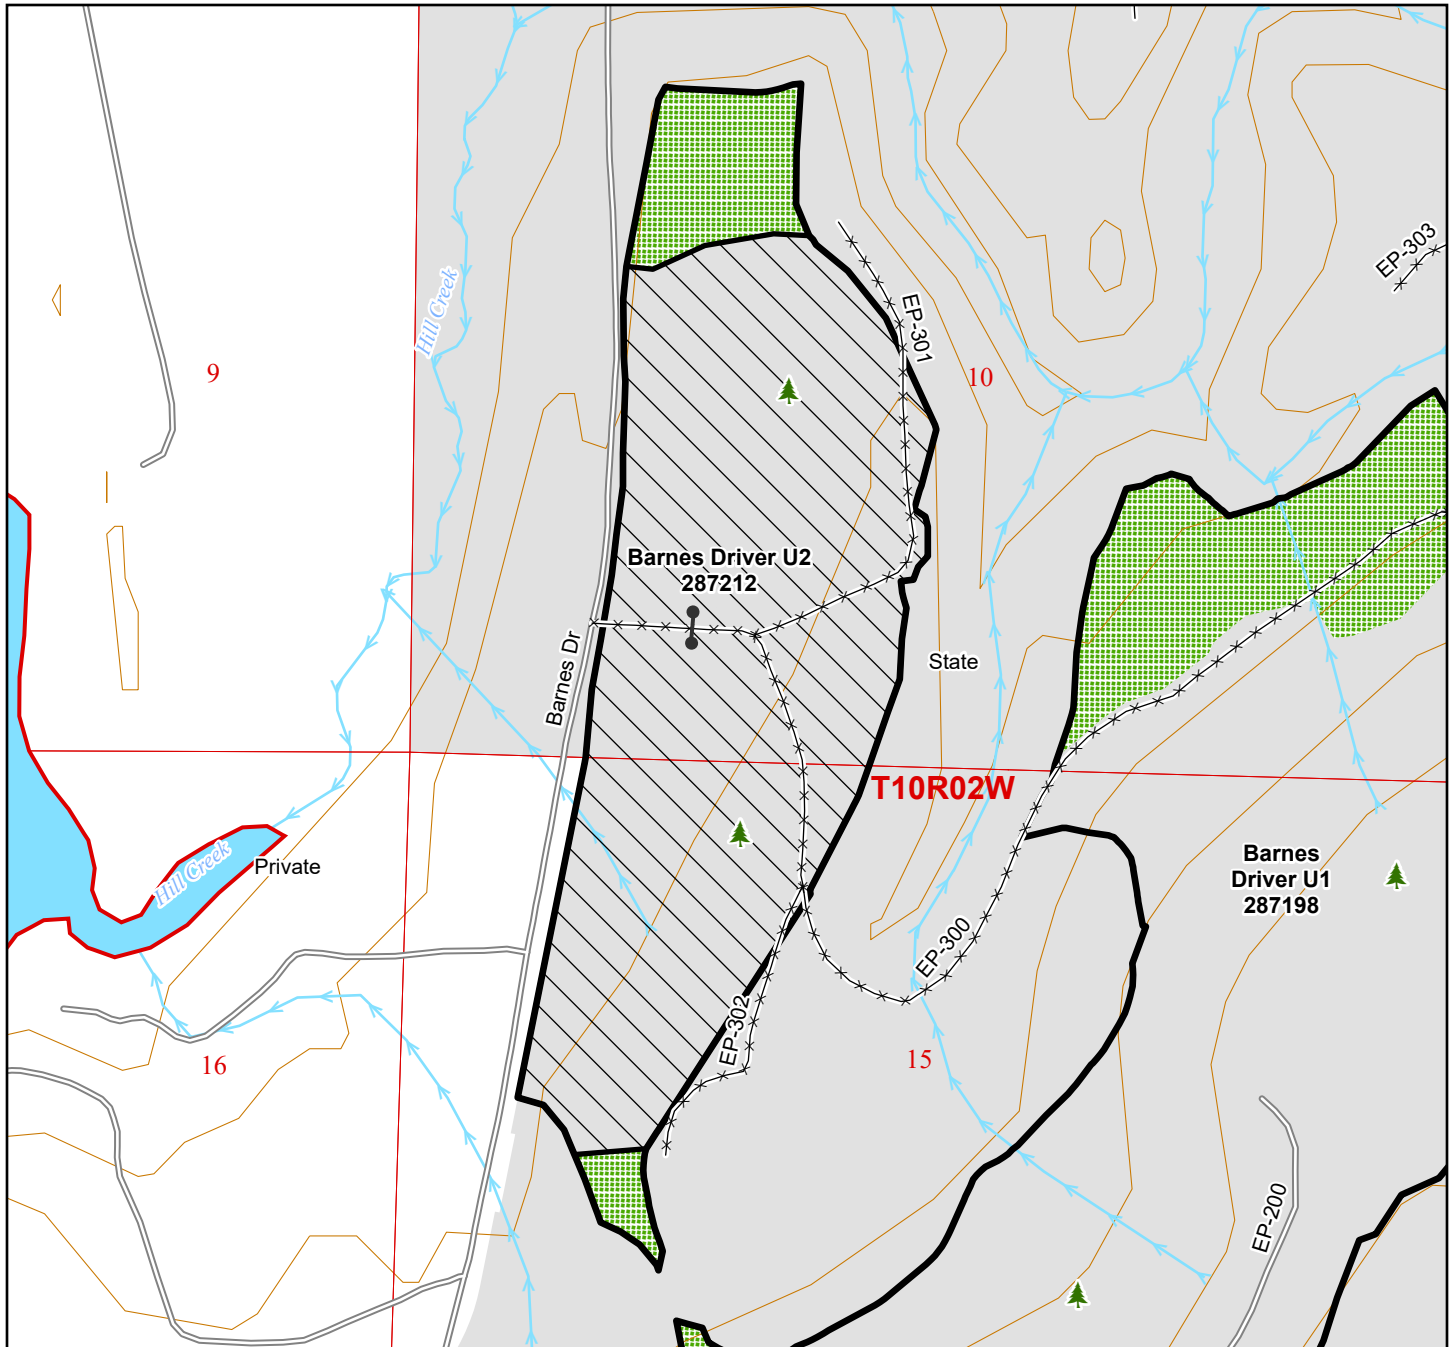 EP-303
Hill Creek
EP-301
9
10
Barnes Driver U2
287212
Barnes Dr
State
T10R02W
Hill Creek
Private
Barnes
Driver U1
287198
EP-300
EP-302
16
15
EP-200